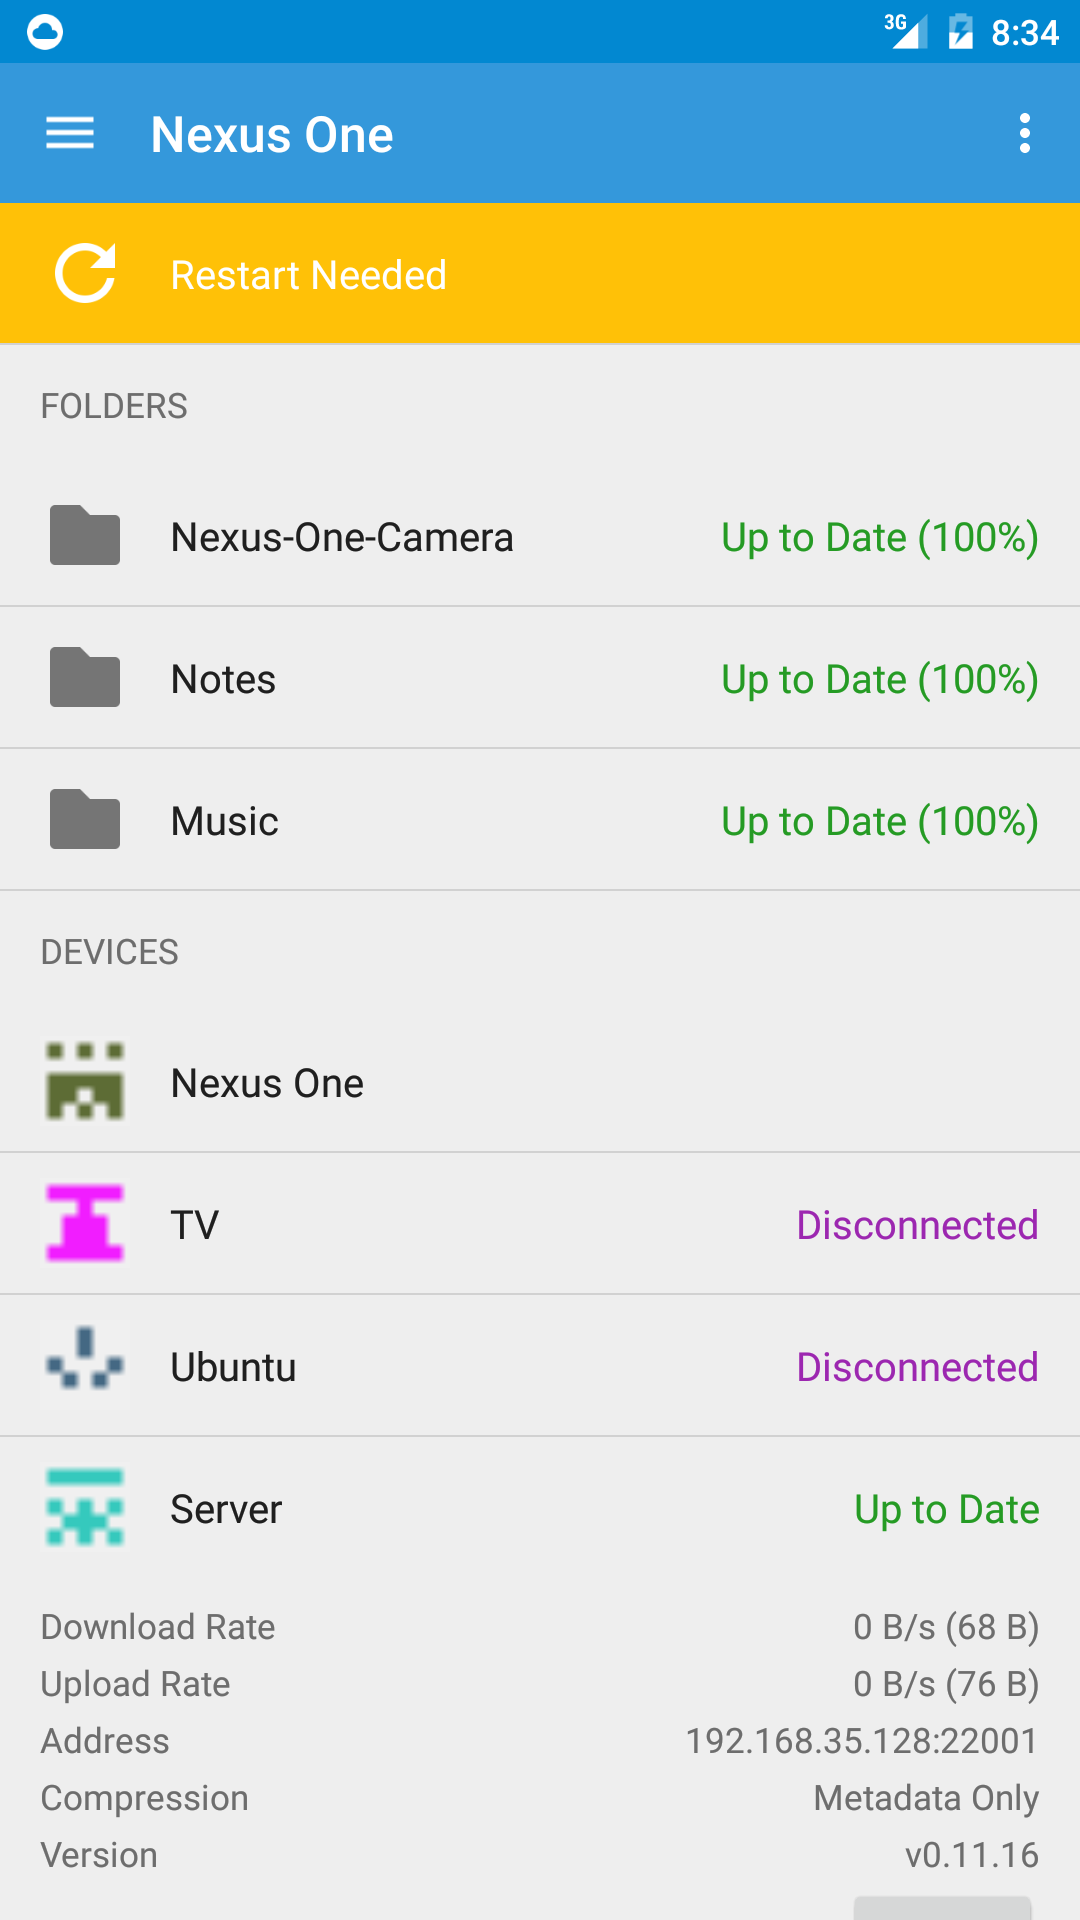 3G 8:34
Nexus One
Restart Needed
FOLDERS
Nexus-One-Camera Up to Date (100%)
Notes Up to Date (100%)
Music Up to Date (100%)
DEVICES
Nexus One
TV Disconnected
Ubuntu Disconnected
Server Up to Date
Download Rate 0 B/s (68 B)
Upload Rate 0 B/s (76 B)
Address 192.168.35.128:22001
Compression Metadata Only
Version v0.11.16